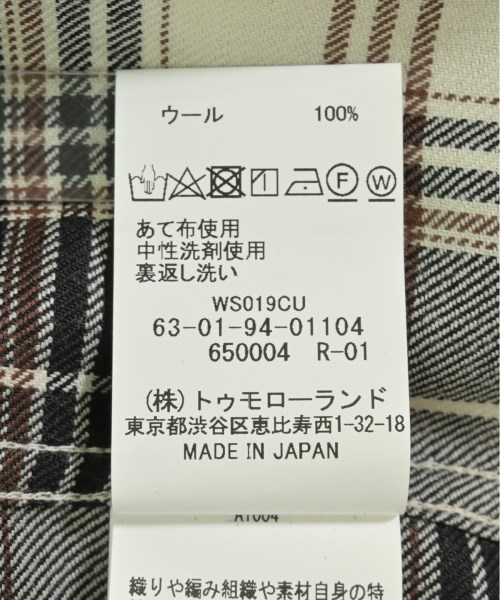 ウール 100%
F W
あて布使用
中性洗剤使用
裏返し洗い
WS019CU
63-01-94-01104
650004 R-01
(株)トゥモローランド
東京都渋谷区恵比寿西1-32-18
MADE IN JAPAN
A1004
織りや編み組織や素材自身の特